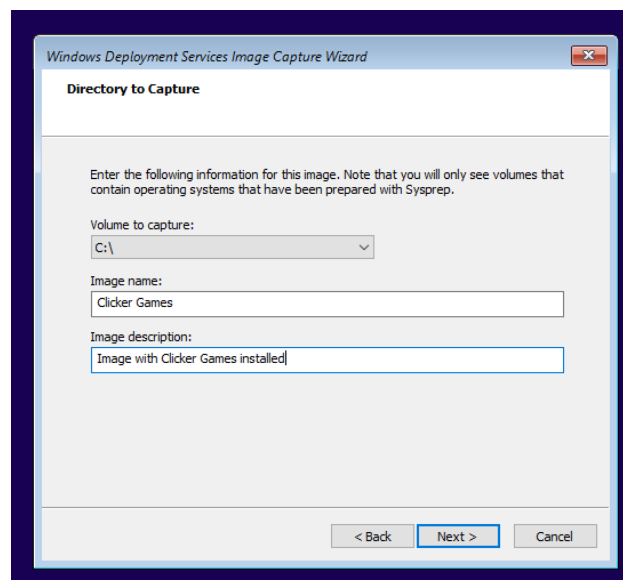 Windows Deployment Services Image Capture Wizard
Directory to Capture
Enter the following information for this image. Note that you will only see volumes that
contain operating systems that have been prepared with Sysprep.
Volume to capture:
C:\
Image name:
Clicker Games
Image description:
Image with Clicker Games installed
< Back Next > Cancel